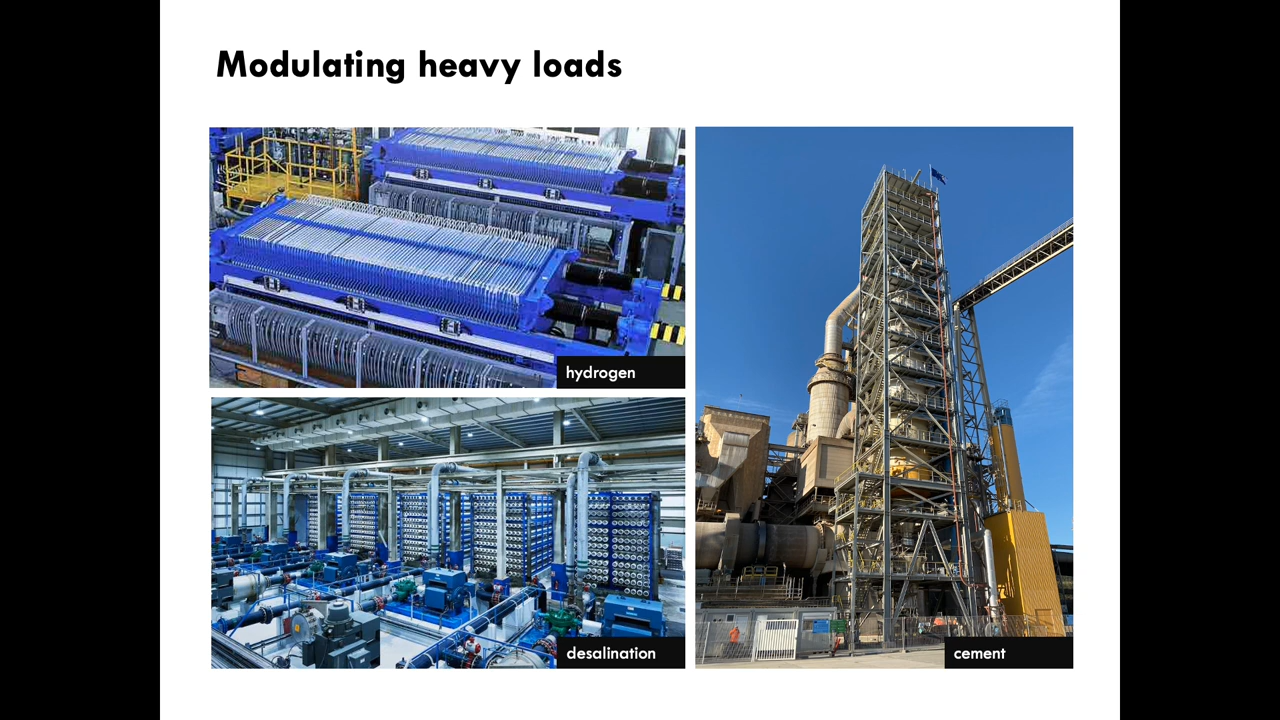 Modulating heavy loads
hydrogen
desalination
cement